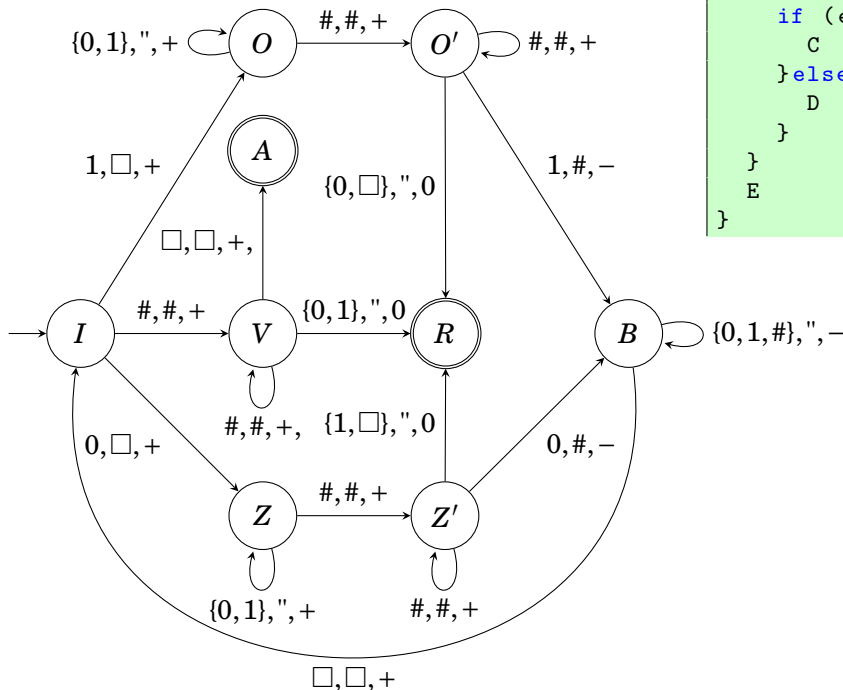 {0,1},",+
O
#,#,+
O'
#,#,+
if (e
C
}else
D
}
}
E
}
1,□,+
A
{0,□},",0
1,#,−
□,□,+,
I
#,#,+
V
{0,1},",0
R
B
{0,1,#},",−
#,#,+,
{1,□},",0
0,□,+
0,#,−
Z
#,#,+
Z'
{0,1},",+
#,#,+
□,□,+